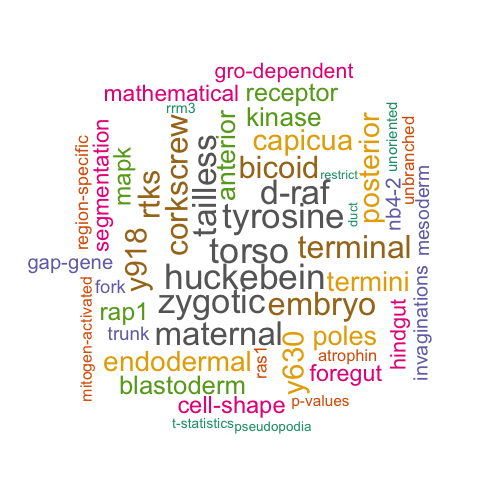 gro-dependent
mathematical
receptor
rrm3
kinase
region-specific
segmentation
mapk
rtks
corkscrew
tailless
anterior
capicua
bicoid
restrict
d-raf
duct
posterior
nb4-2
unoriented
unbranched
mesoderm
tyrosine
torso
terminal
gap-gene
y918
huckebein
termini
fork
zygotic
embryo
mitogen-activated
rap1
trunk
maternal
ras1
y630
poles
hindgut
invaginations
endodermal
atrophin
foregut
blastoderm
cell-shape
p-values
t-statistics
pseudopodia